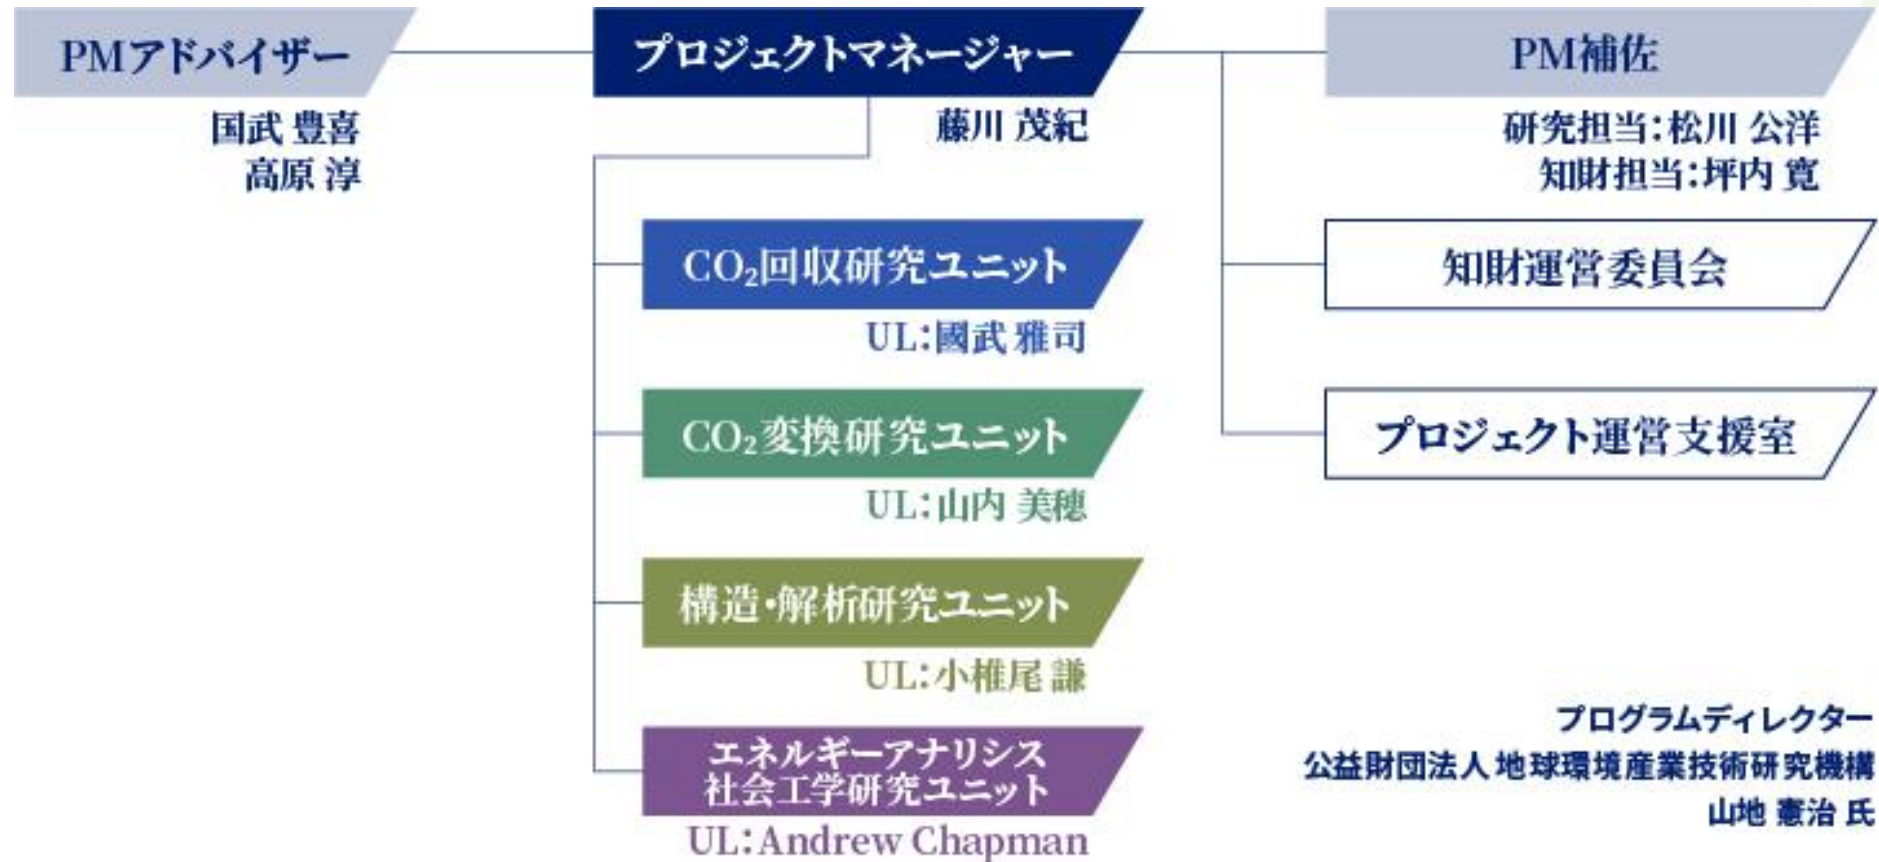 PMアドバイザー
国武 豊喜
高原 淳
プロジェクトマネージャー
藤川 茂紀
PM補佐
研究担当:松川 公洋
知財担当:坪内 寛
CO₂回収研究ユニット
UL:國武 雅司
CO₂変換研究ユニット
UL:山内 美穂
構造・解析研究ユニット
UL:小椎尾 謙
エネルギーアナリシス
社会工学研究ユニット
UL:Andrew Chapman
知財運営委員会
プロジェクト運営支援室
プログラムディレクター
公益財団法人 地球環境産業技術研究機構
山地 憲治 氏